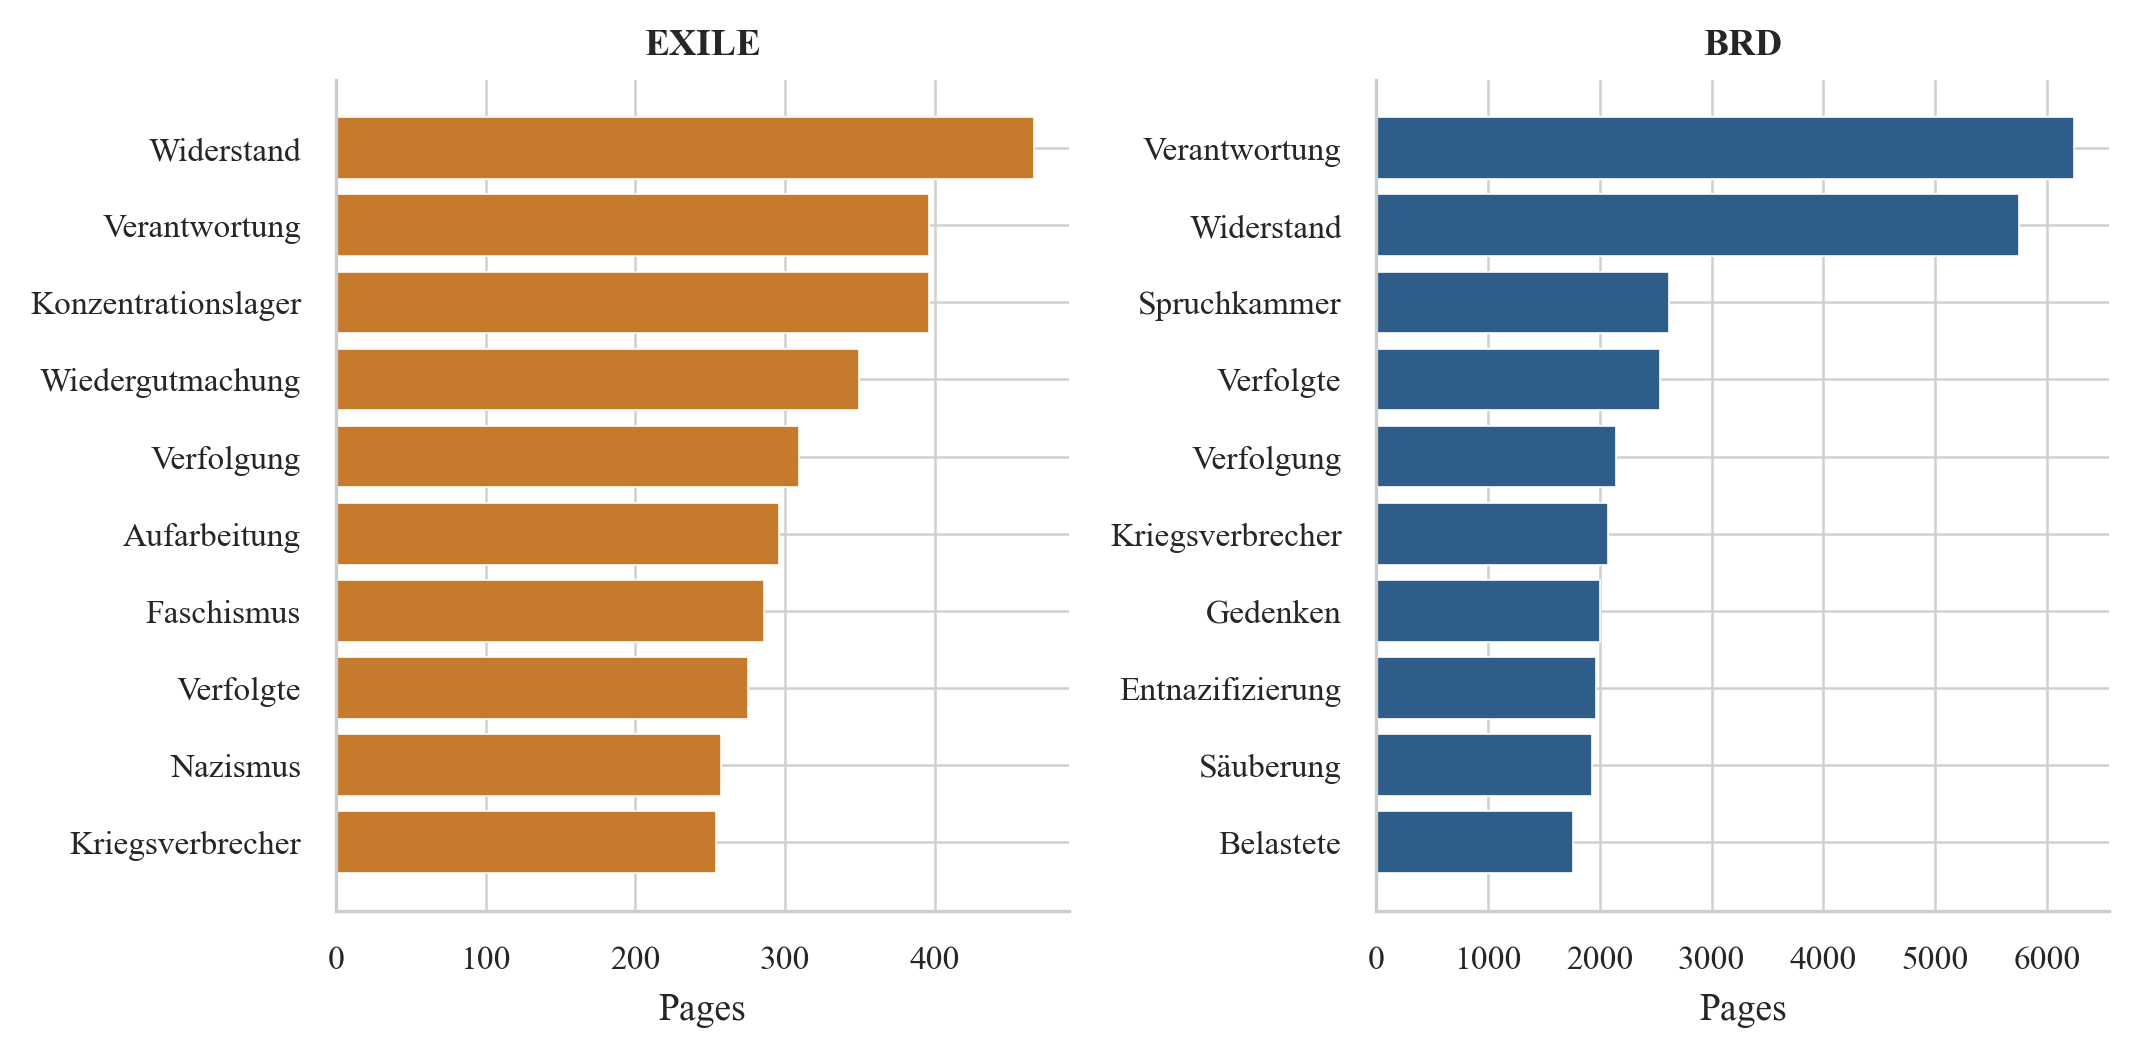 EXILE
Widerstand
Verantwortung
Konzentrationslager
Wiedergutmachung
Verfolgung
Aufarbeitung
Faschismus
Verfolgte
Nazismus
Kriegsverbrecher
0 100 200 300 400
Pages
BRD
Verantwortung
Widerstand
Spruchkammer
Verfolgte
Verfolgung
Kriegsverbrecher
Gedenken
Entnazifizierung
Säuberung
Belastete
0 1000 2000 3000 4000 5000 6000
Pages